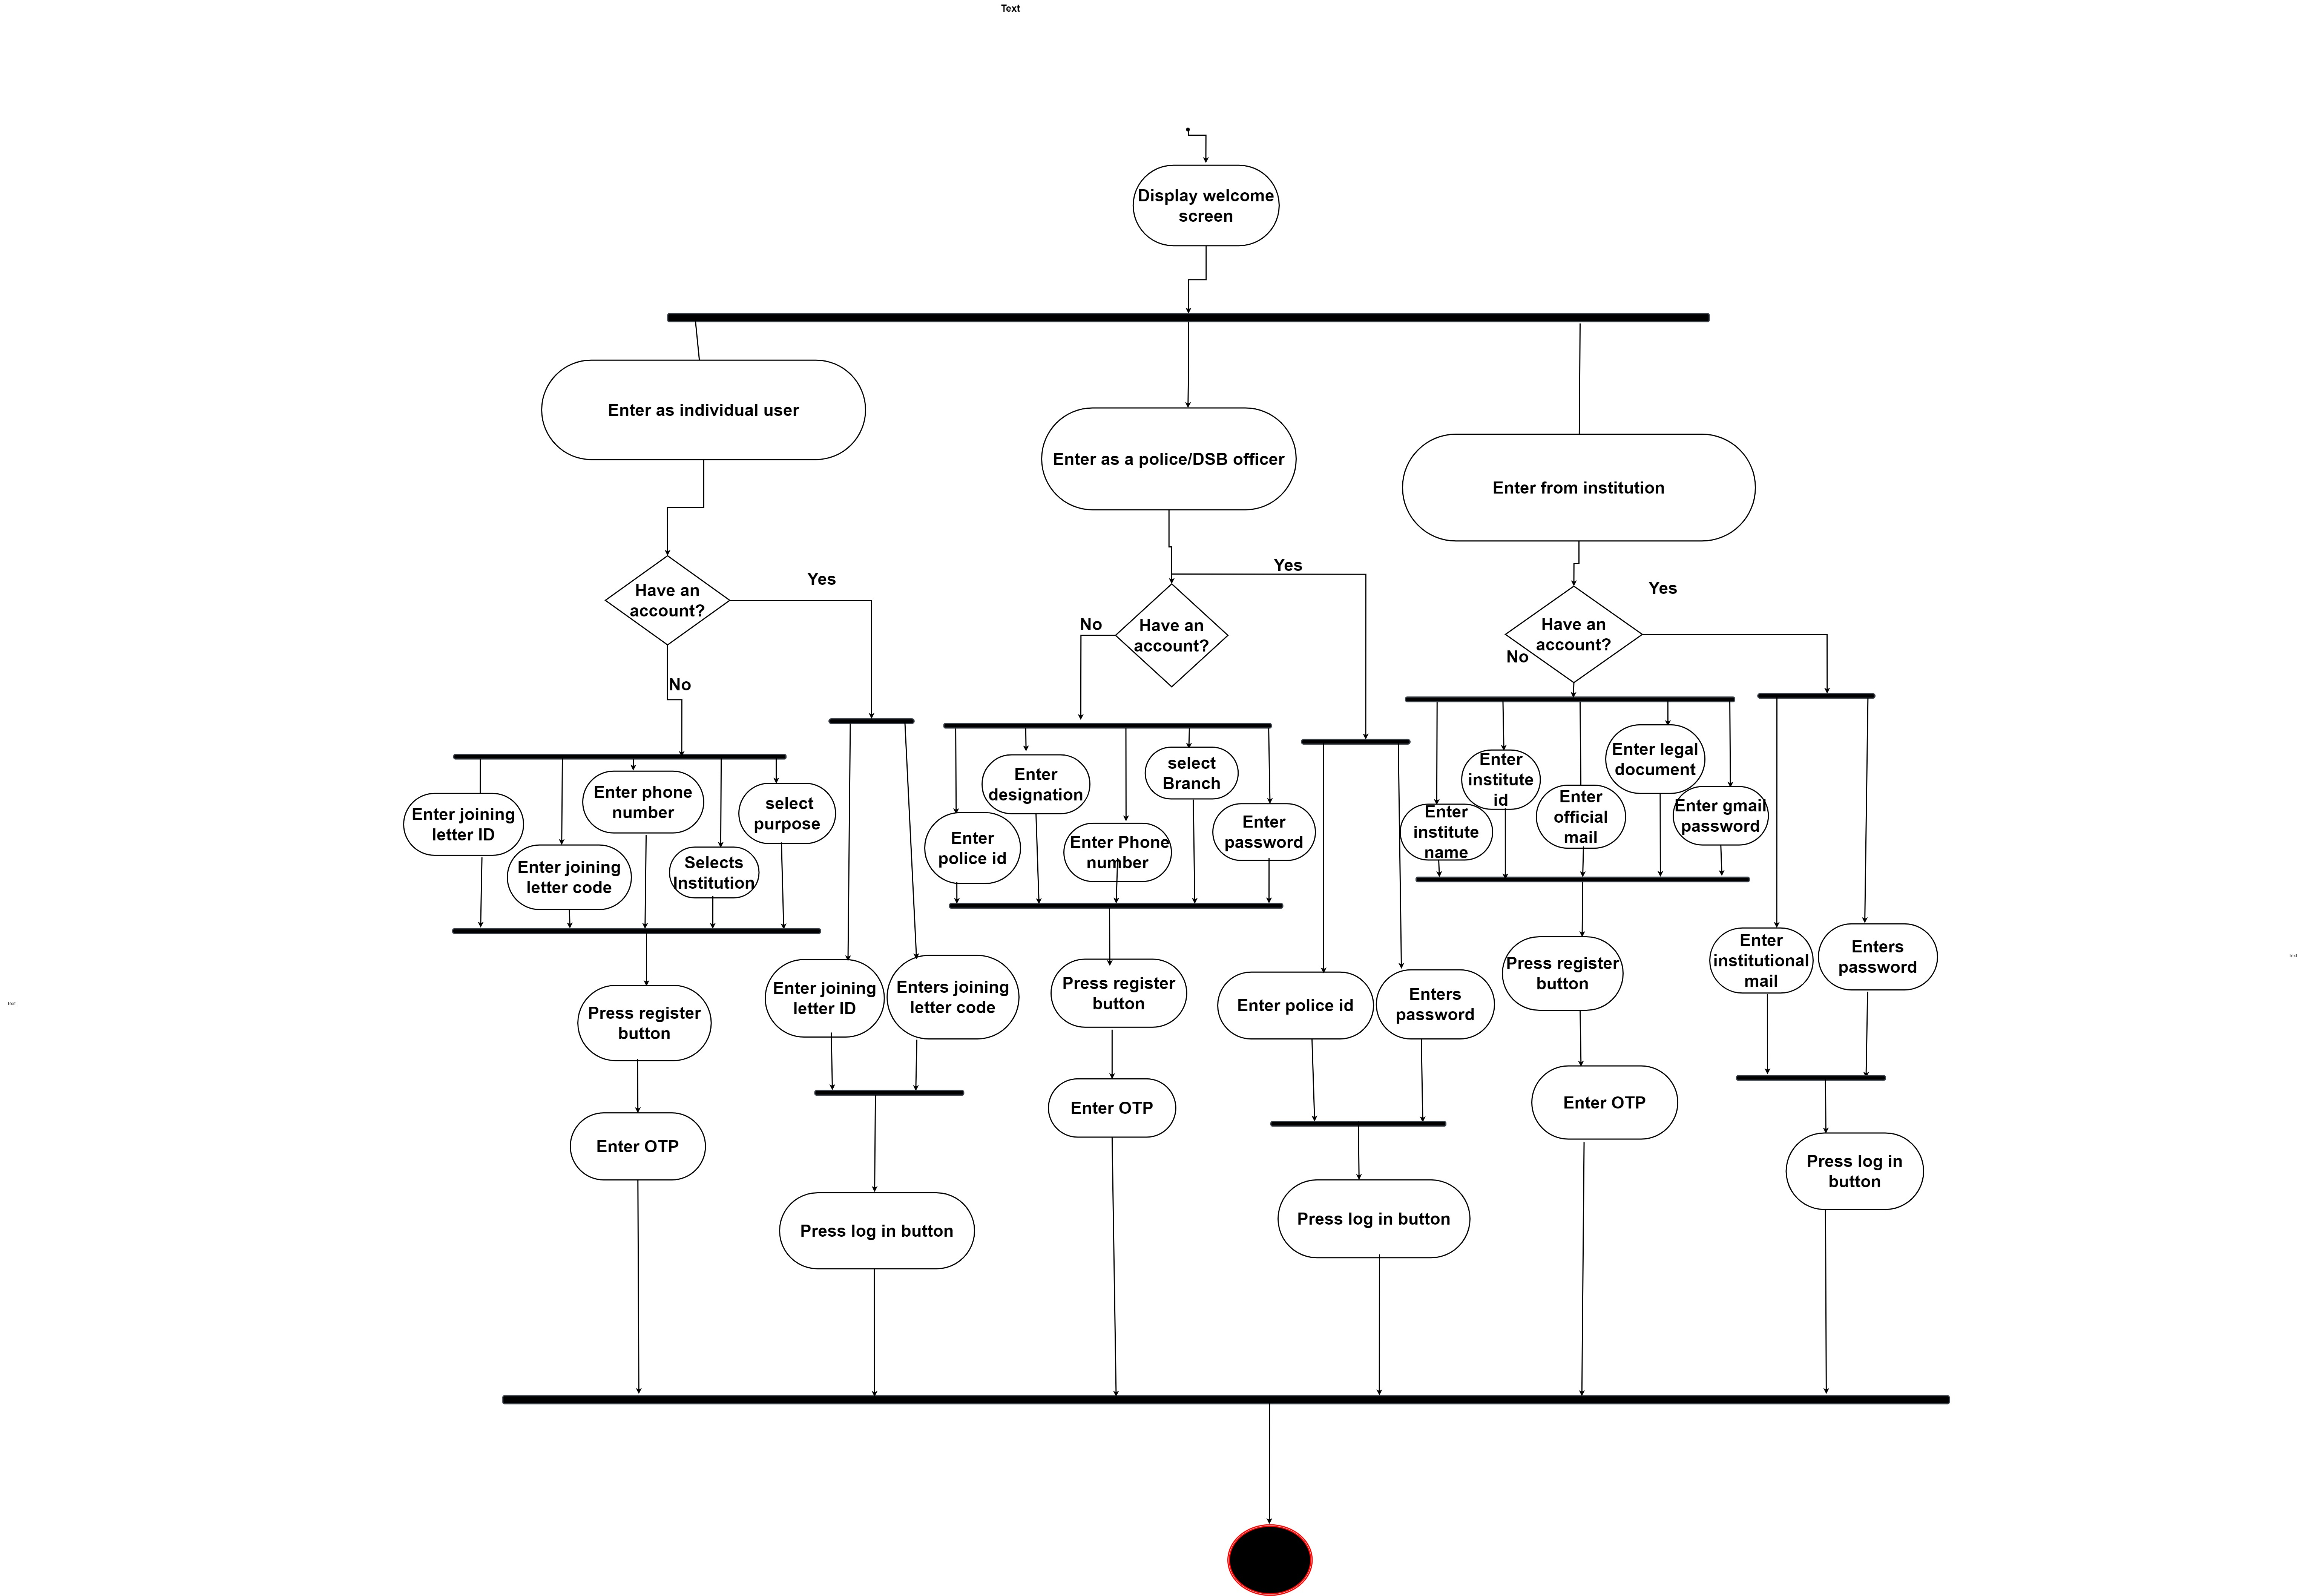 Text
Display welcome
screen
Enter as individual user
Enter as a police/DSB officer
Enter from institution
Have an
account?
Yes
No
Have an
account?
Yes
No
Have an
account?
Yes
No
Enter joining
letter ID
Enter joining
letter code
Enter phone
number
Selects
Institution
select
purpose
Enter
police id
Enter
designation
Enter Phone
number
select
Branch
Enter
password
Enter
institute
name
Enter
institute
id
Enter
official
mail
Enter legal
document
Enter gmail
password
Press register
button
Enter joining
letter ID
Enters joining
letter code
Press register
button
Enter police id
Enters
password
Press register
button
Enter
institutional
mail
Enters
password
Text
Text
Enter OTP
Press log in button
Enter OTP
Press log in button
Enter OTP
Press log in
button